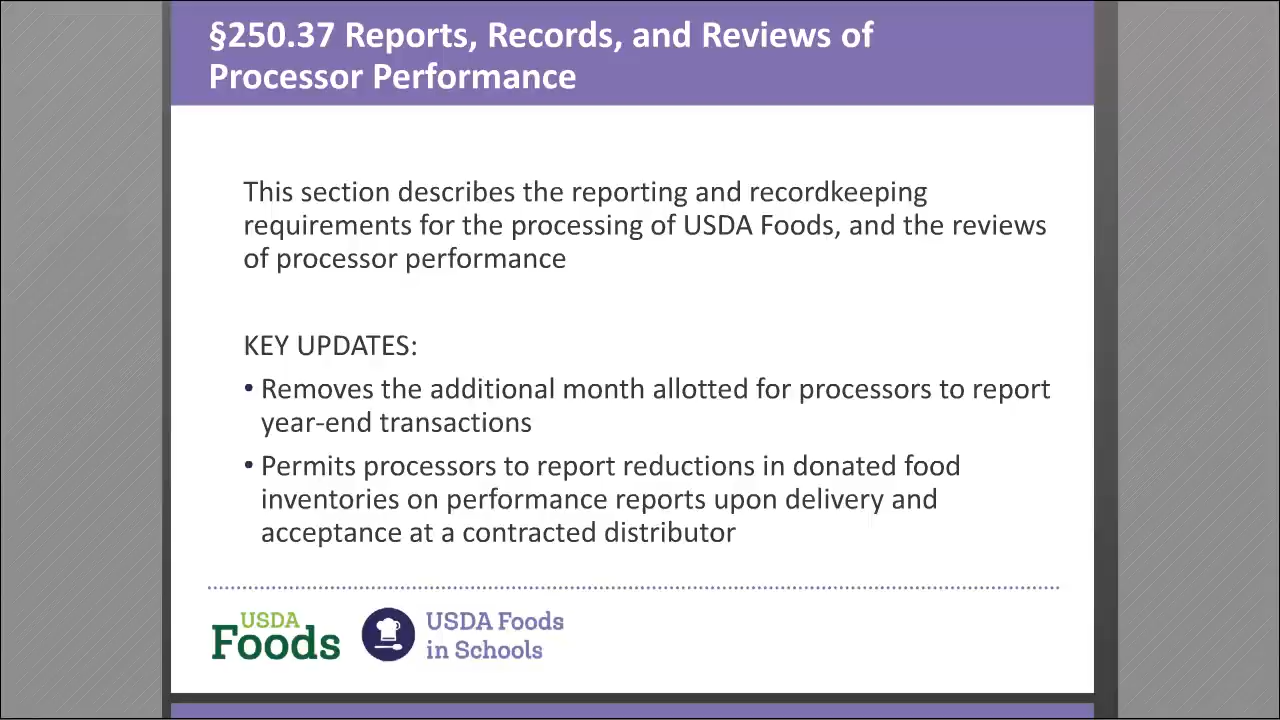 §250.37 Reports, Records, and Reviews of
Processor Performance
This section describes the reporting and recordkeeping
requirements for the processing of USDA Foods, and the reviews
of processor performance
KEY UPDATES:
• Removes the additional month allotted for processors to report
year-end transactions
• Permits processors to report reductions in donated food
inventories on performance reports upon delivery and
acceptance at a contracted distributor
USDA
Foods
USDA Foods
in Schools